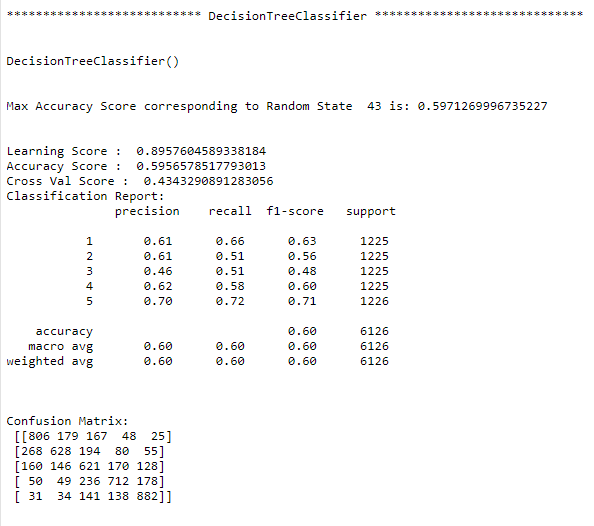 *************************** DecisionTreeClassifier *****************************
DecisionTreeClassifier()
Max Accuracy Score corresponding to Random State  43 is: 0.5971269996735227
Learning Score :  0.8957604589338184
Accuracy Score :  0.5956578517793013
Cross Val Score :  0.4343290891283056
Classification Report:
              precision    recall  f1-score   support
           1       0.61      0.66      0.63      1225
           2       0.61      0.51      0.56      1225
           3       0.46      0.51      0.48      1225
           4       0.62      0.58      0.60      1225
           5       0.70      0.72      0.71      1226
    accuracy                           0.60      6126
   macro avg       0.60      0.60      0.60      6126
weighted avg       0.60      0.60      0.60      6126
Confusion Matrix:
 [[806 179 167  48  25]
 [268 628 194  80  55]
 [160 146 621 170 128]
 [ 50  49 236 712 178]
 [ 31  34 141 138 882]]